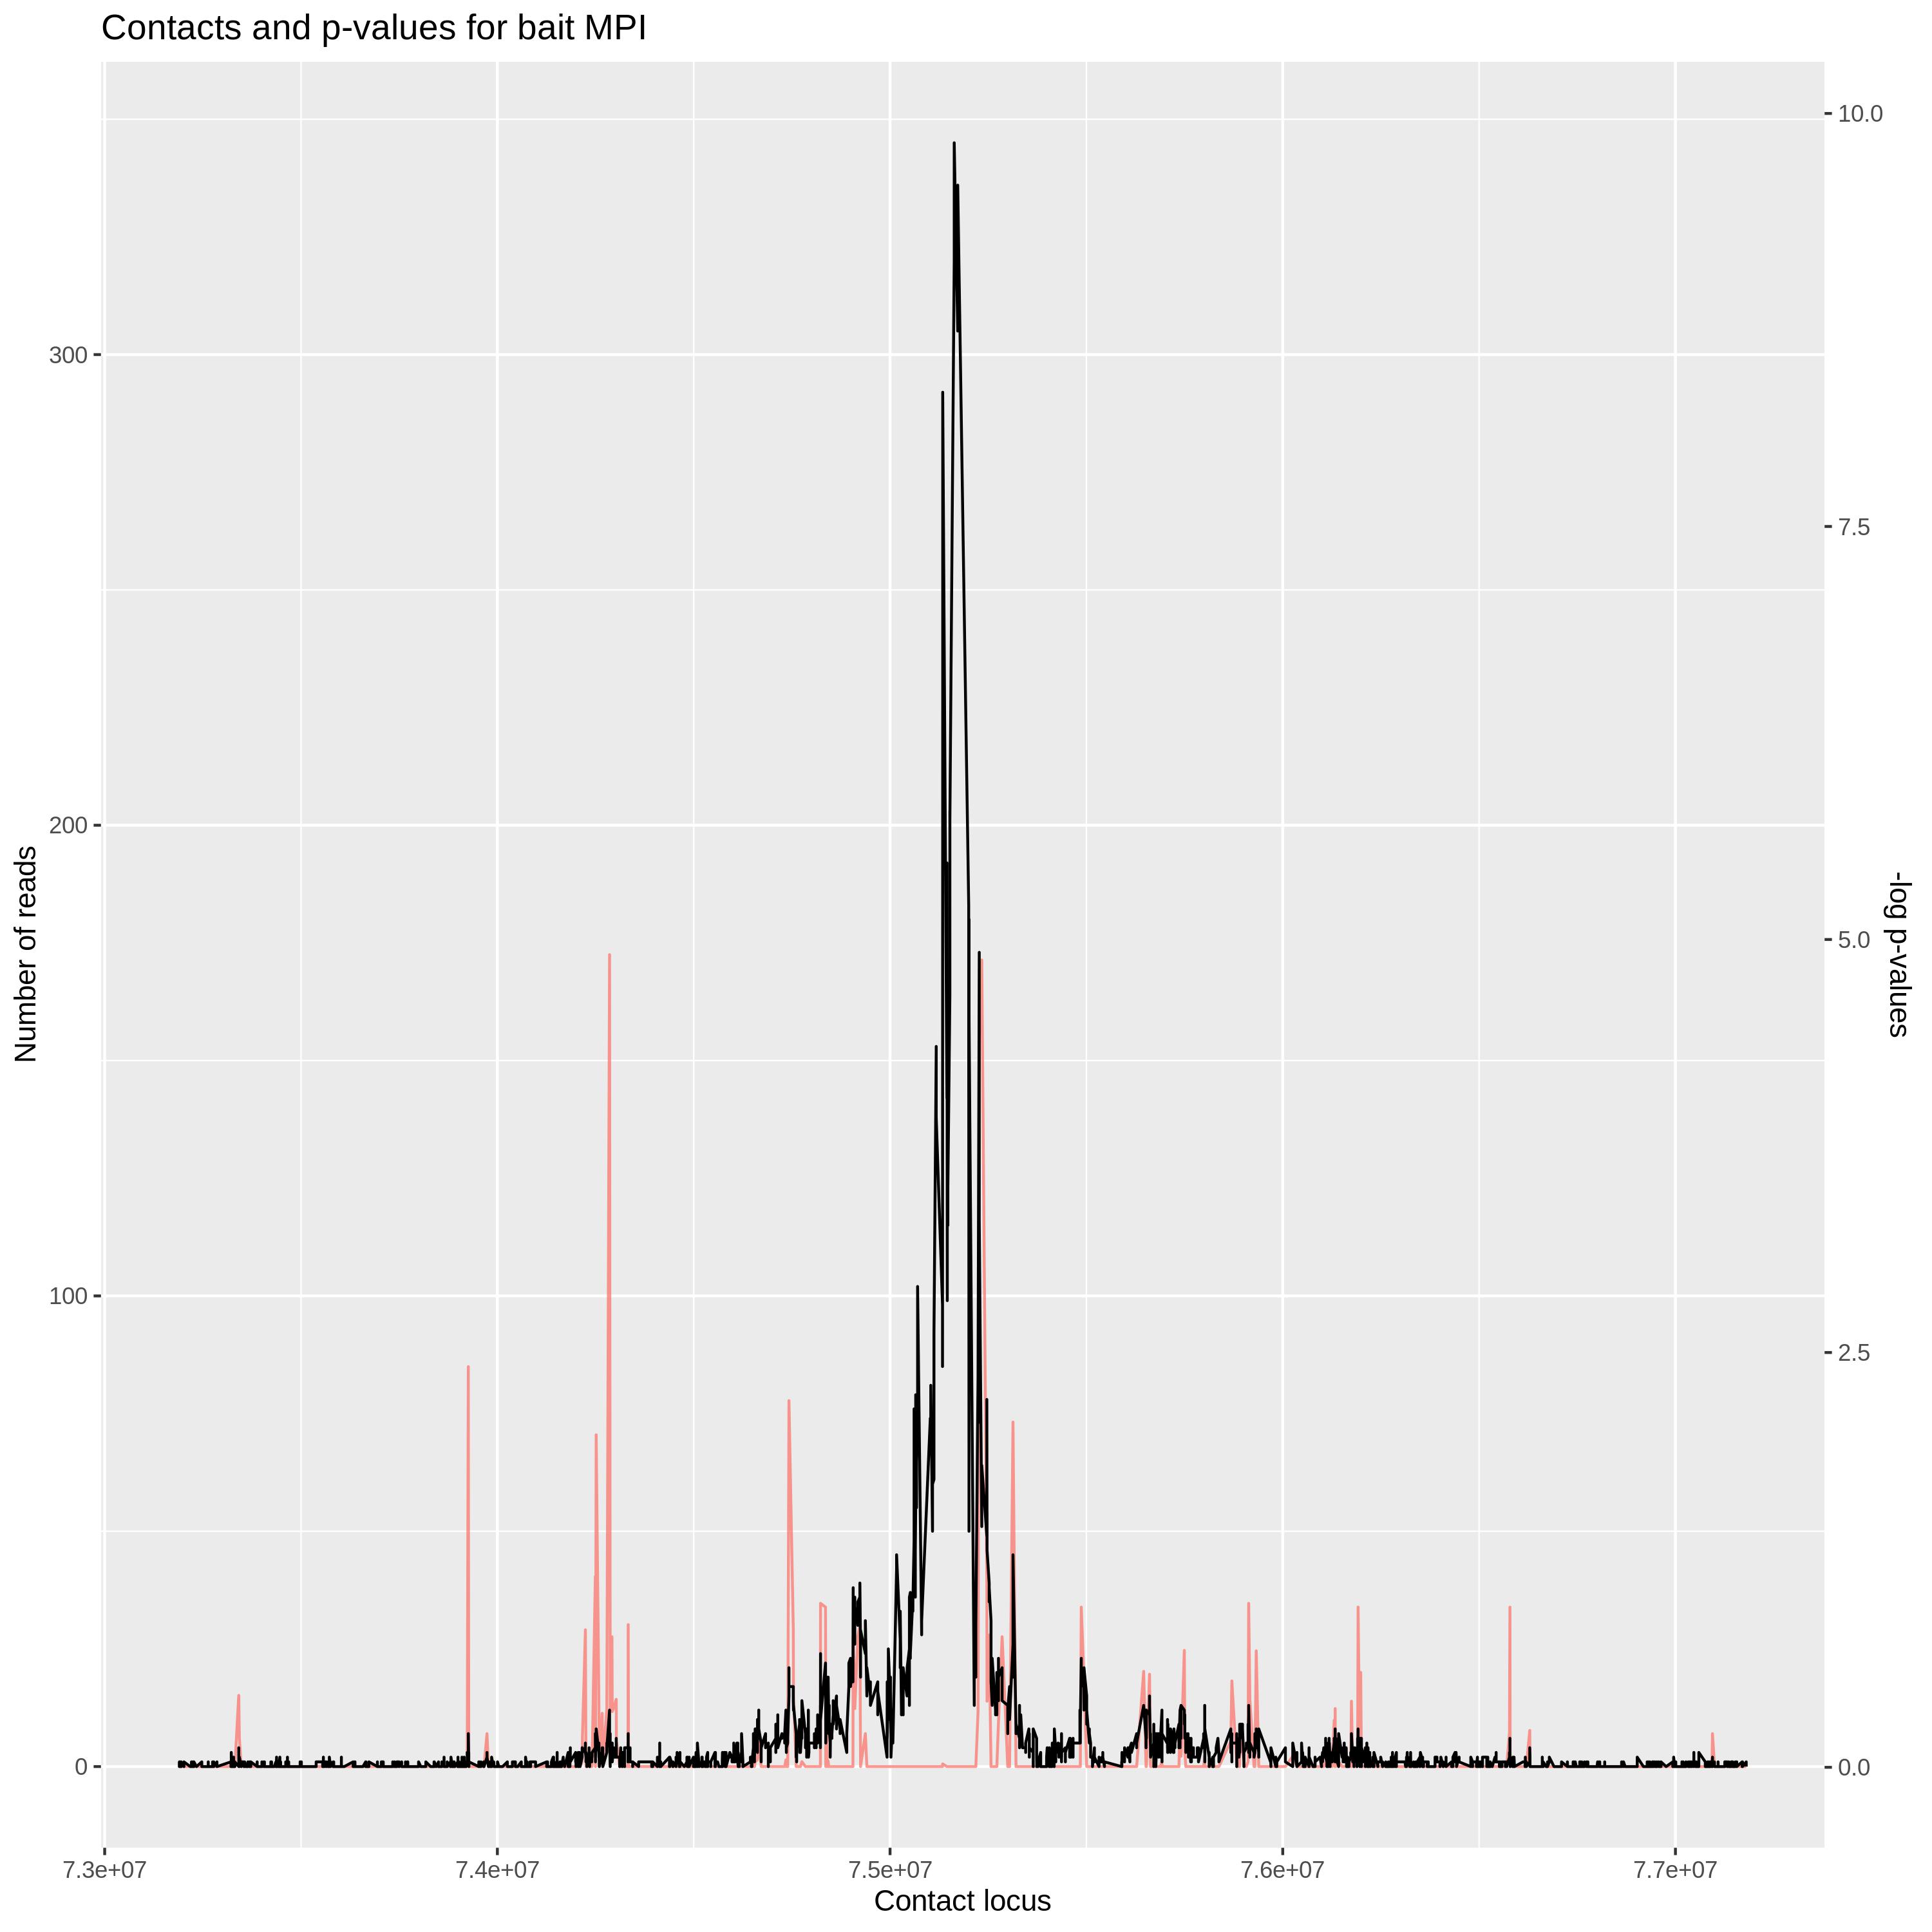 Contacts and p-values for bait MPI
Number of reads
300
200
100
0
10.0
7.5
5.0
2.5
0.0
-log p-values
7.3e+07 7.4e+07 7.5e+07 7.6e+07 7.7e+07
Contact locus